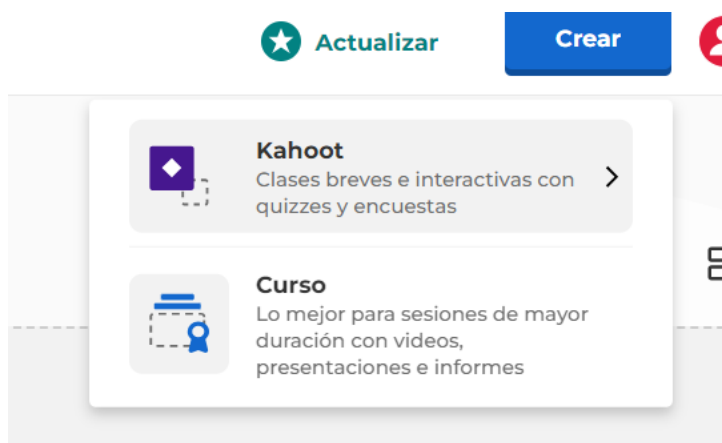 Actualizar
Crear
Kahoot
Clases breves e interactivas con
quizzes y encuestas
Curso
Lo mejor para sesiones de mayor
duración con videos,
presentaciones e informes